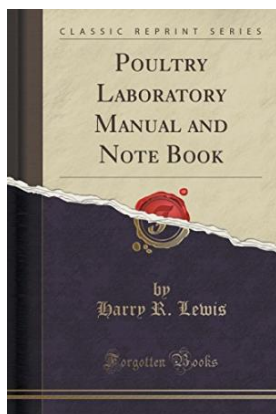 CLASSIC REPRINT SERIES
POULTRY
LABORATORY
MANUAL AND
NOTE BOOK
by
Harry R. Lewis
Forgotten Books